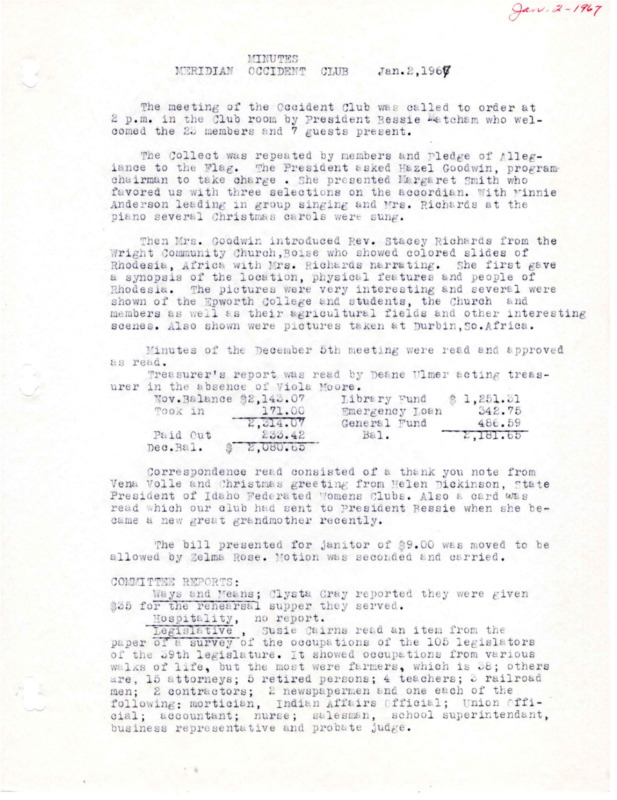 Jan. 2-1967
MINUTES
MERIDIAN OCCIDENT CLUB Jan.2,1967
The meeting of the Occident Club was called to order at
2 p.m. in the Club room by President Bessie Matcham who wel-
comed the 23 members and 7 guests present.
The Collect was repeated by members and Pledge of Alleg-
iance to the Flag. The President asked Hazel Goodwin, program
chairman to take charge . She presented Margaret Smith who
favored us with three selections on the accordian. With Minnie
Anderson leading in group singing and Mrs. Richards at the
piano several Christmas carols were sung.
Then Mrs. Goodwin introduced Rev. Stacey Richards from the
Wright Community Church,Boise who showed colored slides of
Rhodesia, Africa with Mrs. Richards narrating. She first gave
a synopsis of the location, physical features and people of
Rhodesia. The pictures were very interesting and several were
shown of the Epworth College and students, the Church and
members as well as their agricultural fields and other interesting
scenes. Also shown were pictures taken at Durbin,So.Africa.
Minutes of the December 5th meeting were read and approved
as read.
Treasurer's report was read by Deane Ulmer acting treas-
urer in the absence of Viola Moore.
Nov.Balance $2,143.07 Library Fund $ 1,251.31
Took in 171.00 Emergency Loan 342.75
2,314.07 General Fund 486.59
Paid Out 233.42 Bal. 2,181.65
Dec.Bal. $ 2,080.65
Correspondence read consisted of a thank you note from
Vena Volle and Christmas greeting from Helen Dickinson, State
President of Idaho Federated Womens Clubs. Also a card was
read which our club had sent to President Bessie when she be-
came a new great grandmother recently.
The bill presented for janitor of $9.00 was moved to be
allowed by Zelma Rose. Motion was seconded and carried.
COMMITTEE REPORTS:
Ways and Means; Clysta Gray reported they were given
$35 for the rehearsal supper they served.
Hospitality, no report.
Legislative , Susie Cairns read an item from the
paper of a survey of the occupations of the 105 legislators
of the 39th legislature. It showed occupations from various
walks of life, but the most were farmers, which is 38; others
are, 15 attorneys; 5 retired persons; 4 teachers; 3 railroad
men; 2 contractors; 2 newspapermen and one each of the
following: mortician, Indian Affairs Official; Union Offi-
cial; accountant; nurse; salesman, school superintendant,
business representative and probate judge.